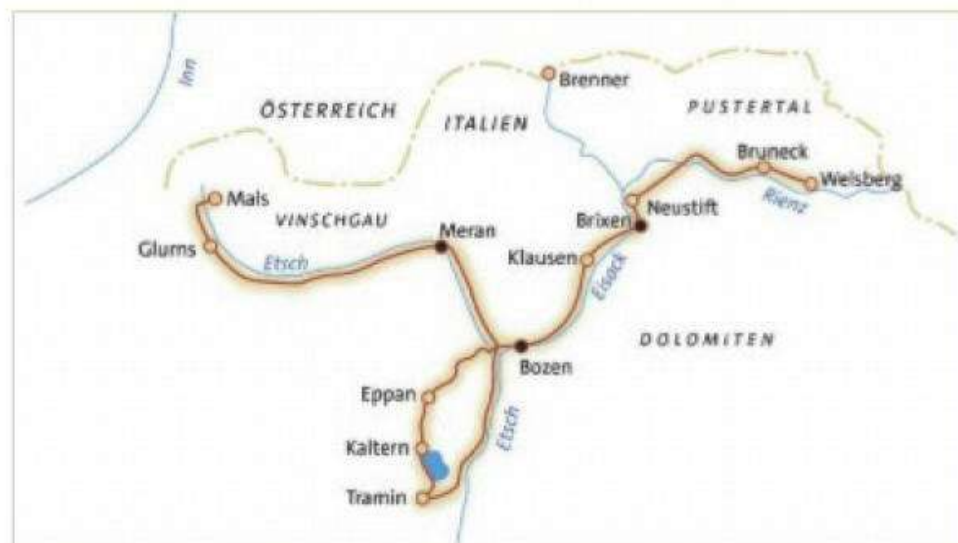 Inn
Brenner
ÖSTERREICH
ITALIEN
PUSTERTAL
Bruneck
Welsberg
Mals
Rienz
Brixen
Neustift
VINSCHGAU
Meran
Glurns
Klausen
Etsch
Eisack
DOLOMITEN
Bozen
Eppan
Etsch
Kaltern
Tramin